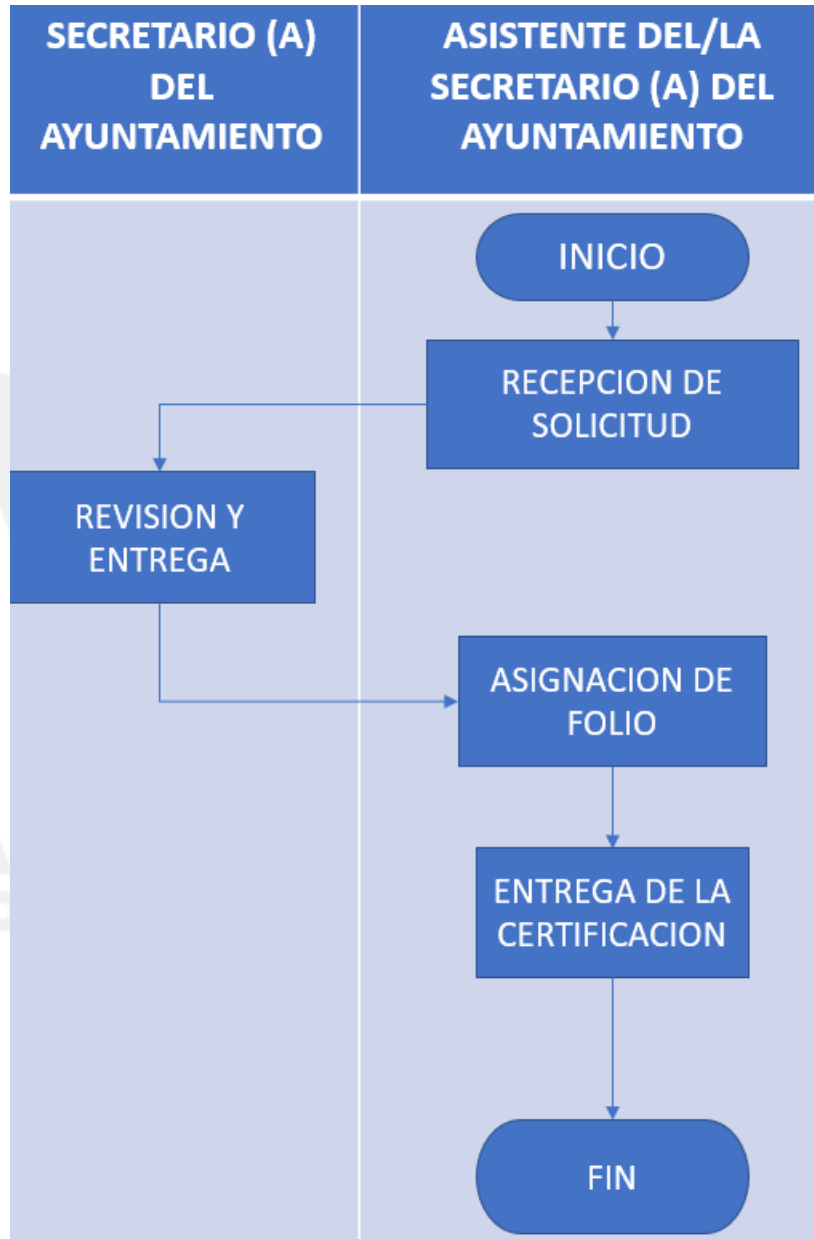 SECRETARIO (A)
DEL
AYUNTAMIENTO
ASISTENTE DEL/LA
SECRETARIO (A) DEL
AYUNTAMIENTO
INICIO
RECEPCION DE
SOLICITUD
REVISION Y
ENTREGA
ASIGNACION DE
FOLIO
ENTREGA DE LA
CERTIFICACION
FIN